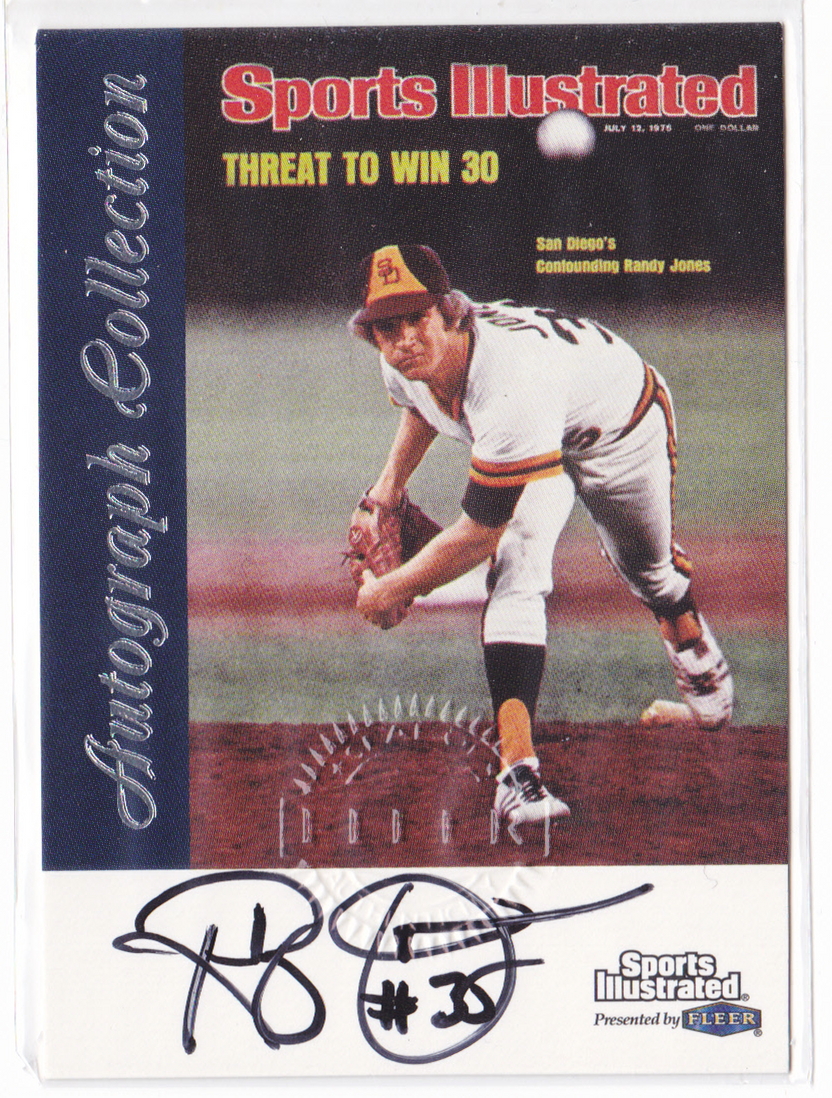 Autograph Collection
Sports Illustrated
JULY 12, 1976 ONE DOLLAR
THREAT TO WIN 30
San Diego's
Confounding Randy Jones
SD
#35
Sports
Illustrated®
Presented by FLEER®